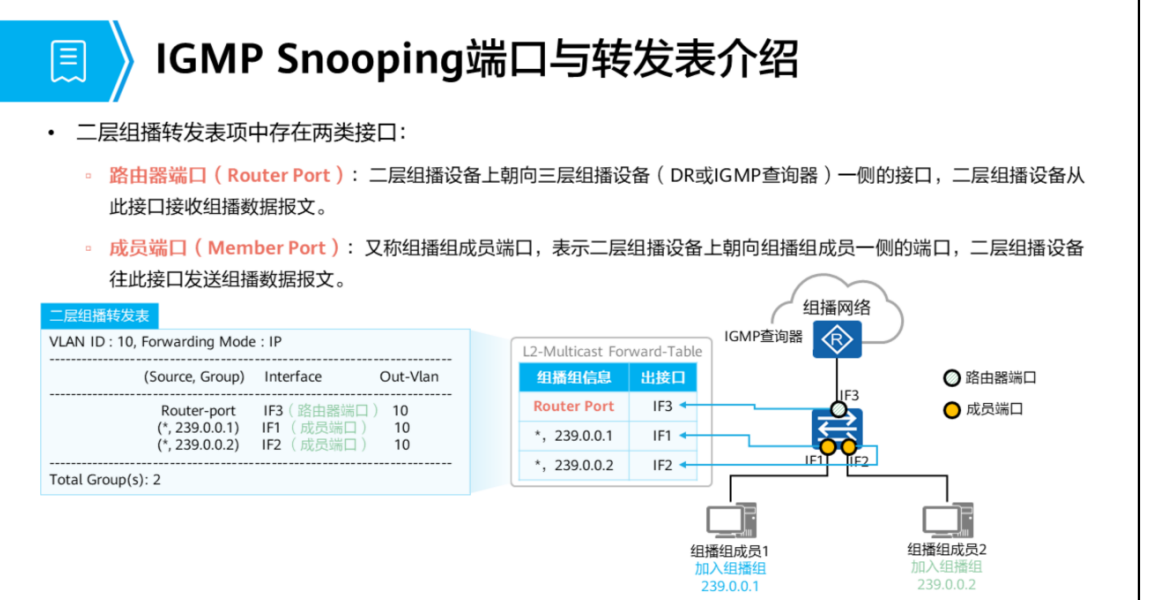 IGMP Snooping端口与转发表介绍
• 二层组播转发表项中存在两类接口：
▫ 路由器端口（Router Port）：二层组播设备上朝向三层组播设备（DR或IGMP查询器）一侧的接口，二层组播设备从
此接口接收组播数据报文。
▫ 成员端口（Member Port）：又称组播组成员端口，表示二层组播设备上朝向组播组成员一侧的端口，二层组播设备
往此接口发送组播数据报文。
二层组播转发表
VLAN ID : 10, Forwarding Mode : IP
(Source, Group) Interface Out-Vlan
Router-port IF3（路由器端口） 10
(*, 239.0.0.1) IF1（成员端口） 10
(*, 239.0.0.2) IF2（成员端口） 10
Total Group(s): 2
L2-Multicast Forward-Table
组播组信息 出接口
Router Port IF3
*，239.0.0.1 IF1
*，239.0.0.2 IF2
组播网络
IGMP查询器
R
IF3
IF1 IF2
路由器端口
成员端口
组播组成员1
加入组播组
239.0.0.1
组播组成员2
加入组播组
239.0.0.2